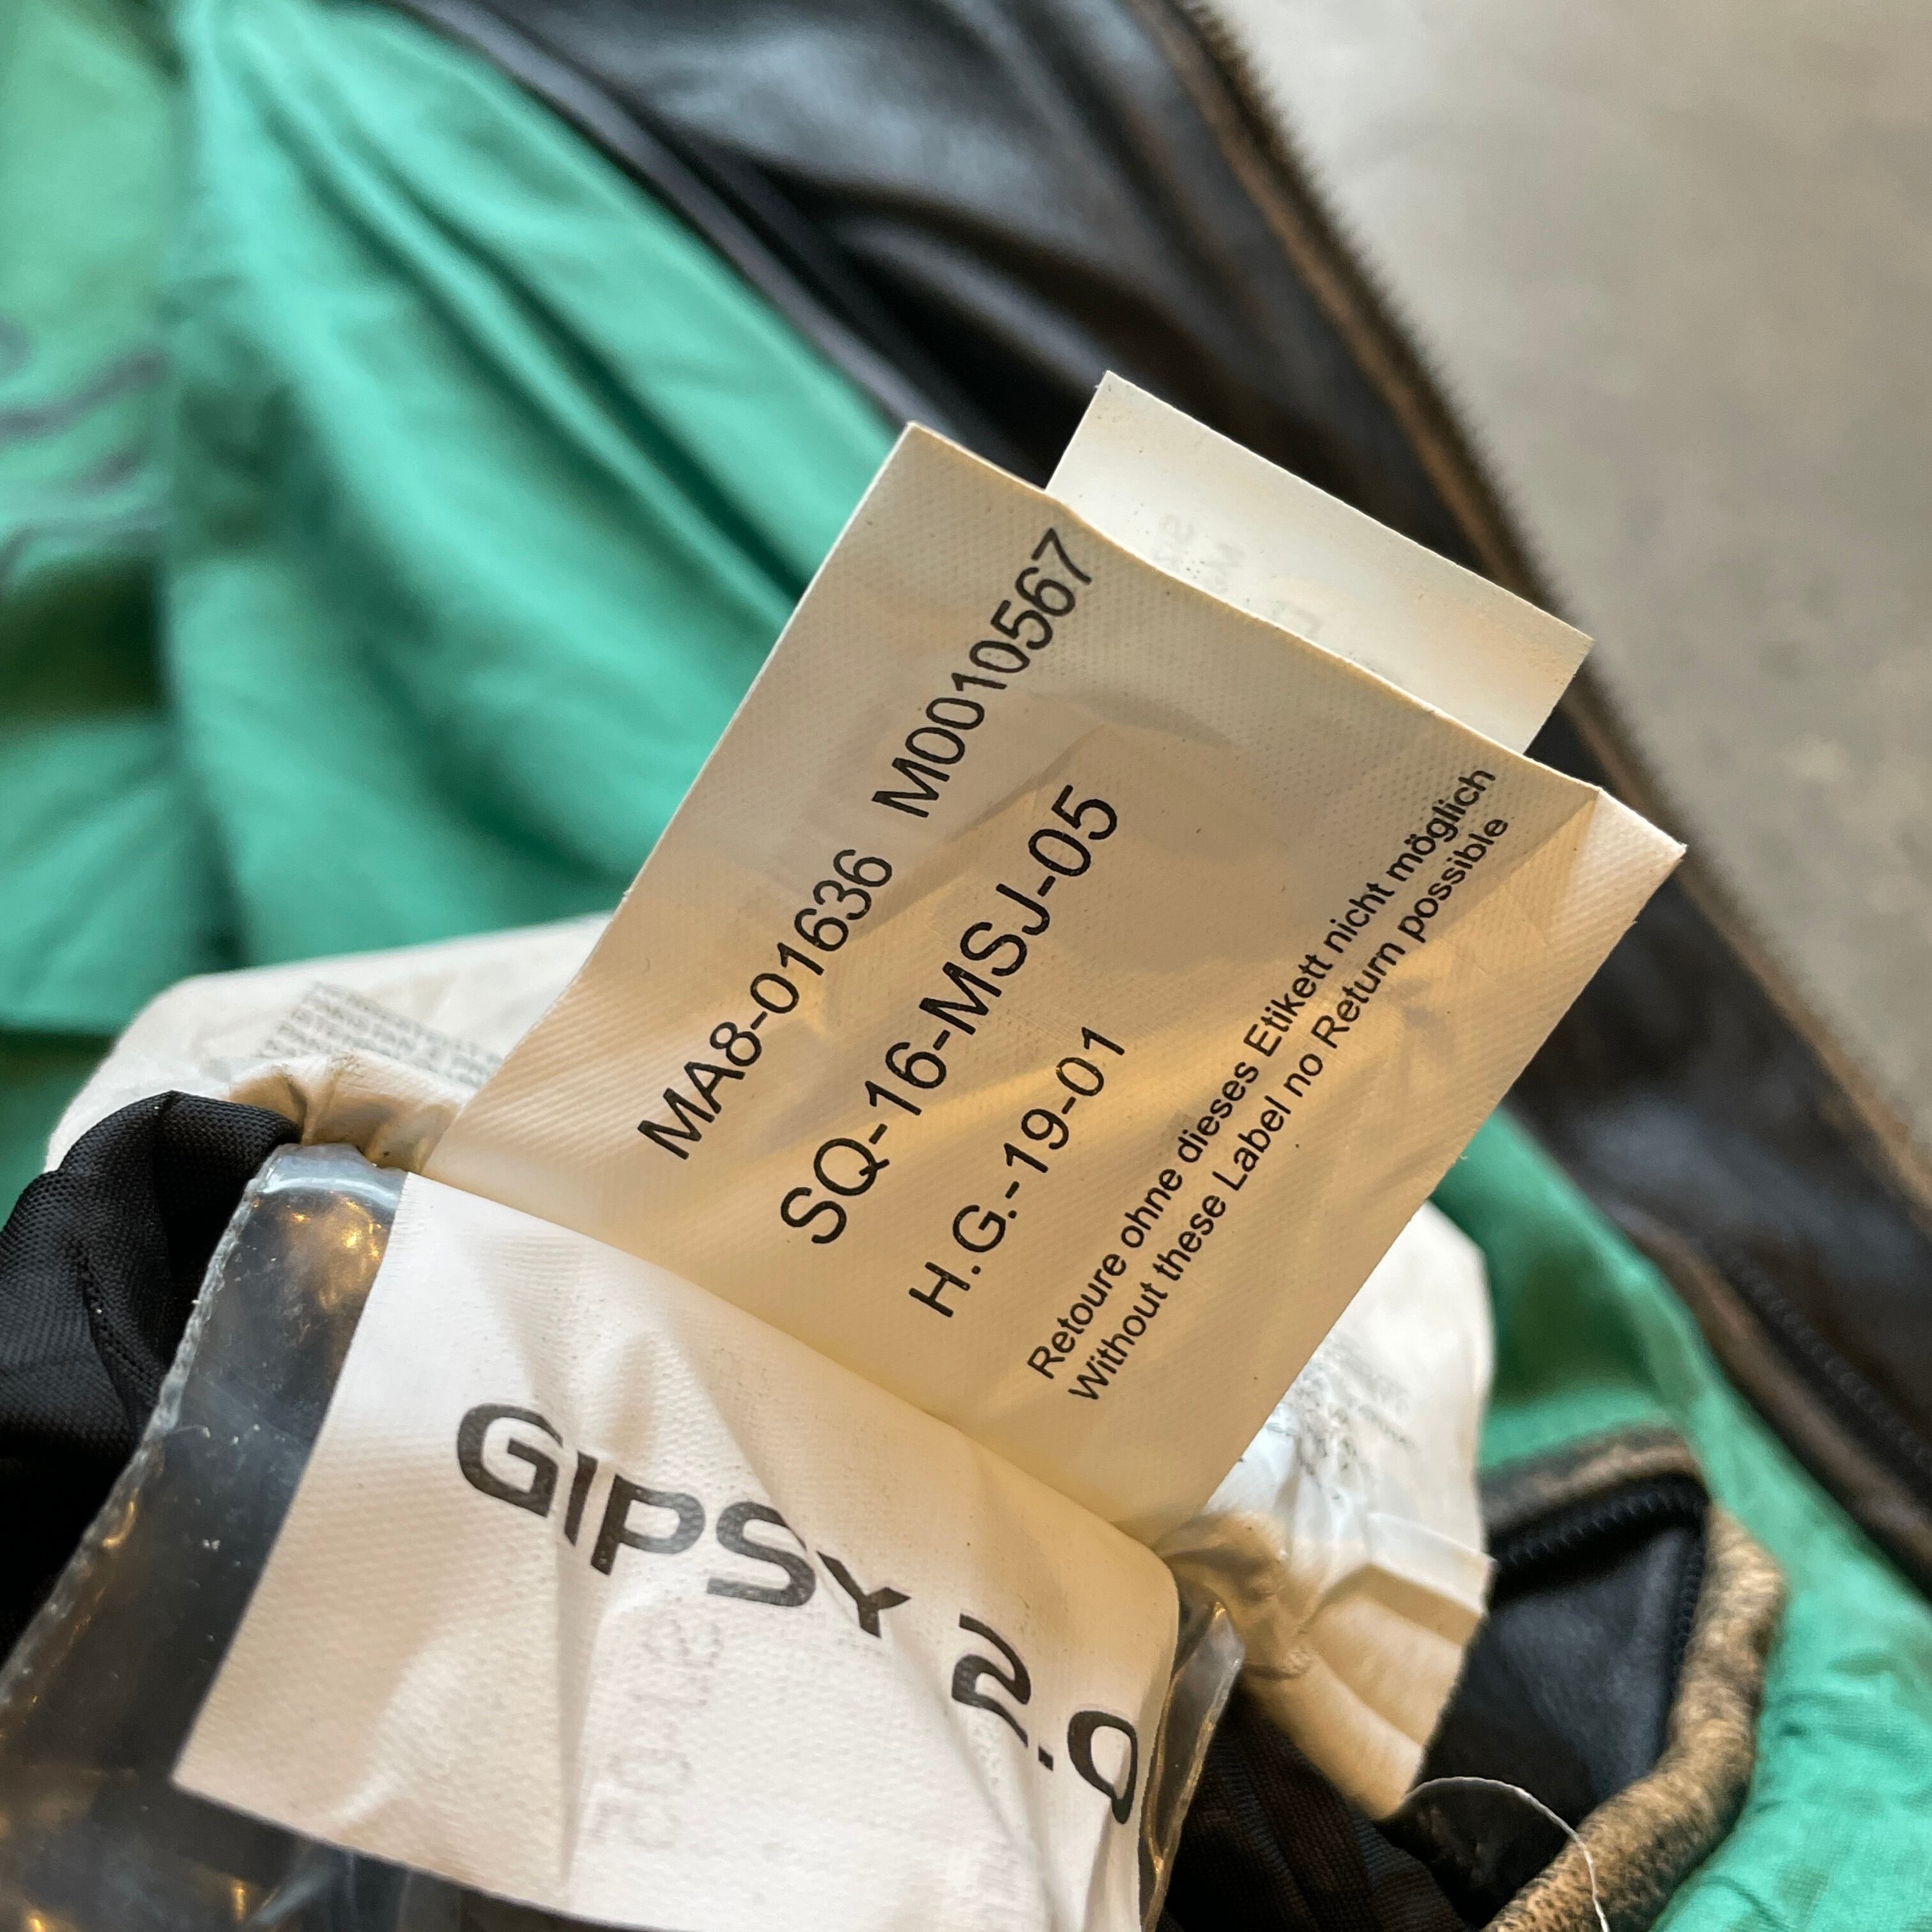 MA8-01636 M0010567
SQ-16-MSJ-05
H.G.-19-01
Retoure ohne dieses Etikett nicht möglich
Without these Label no Return possible
GIPSY 2.0